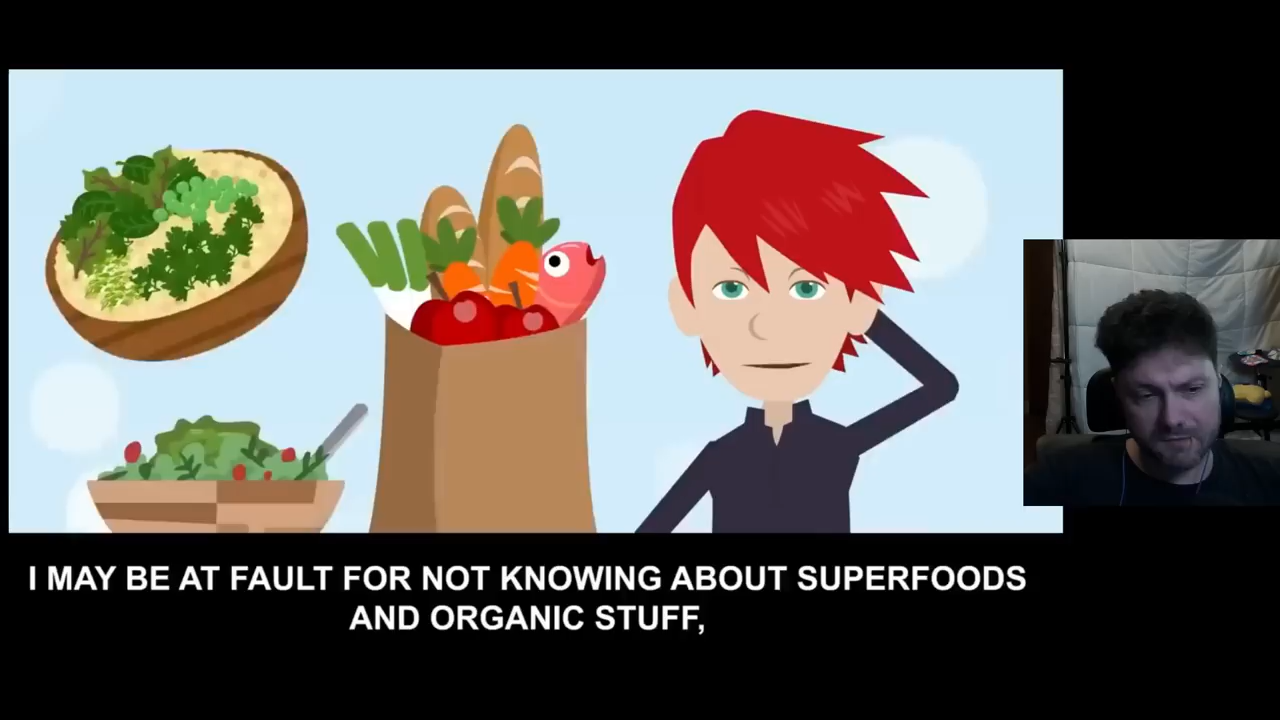 I MAY BE AT FAULT FOR NOT KNOWING ABOUT SUPERFOODS
AND ORGANIC STUFF,